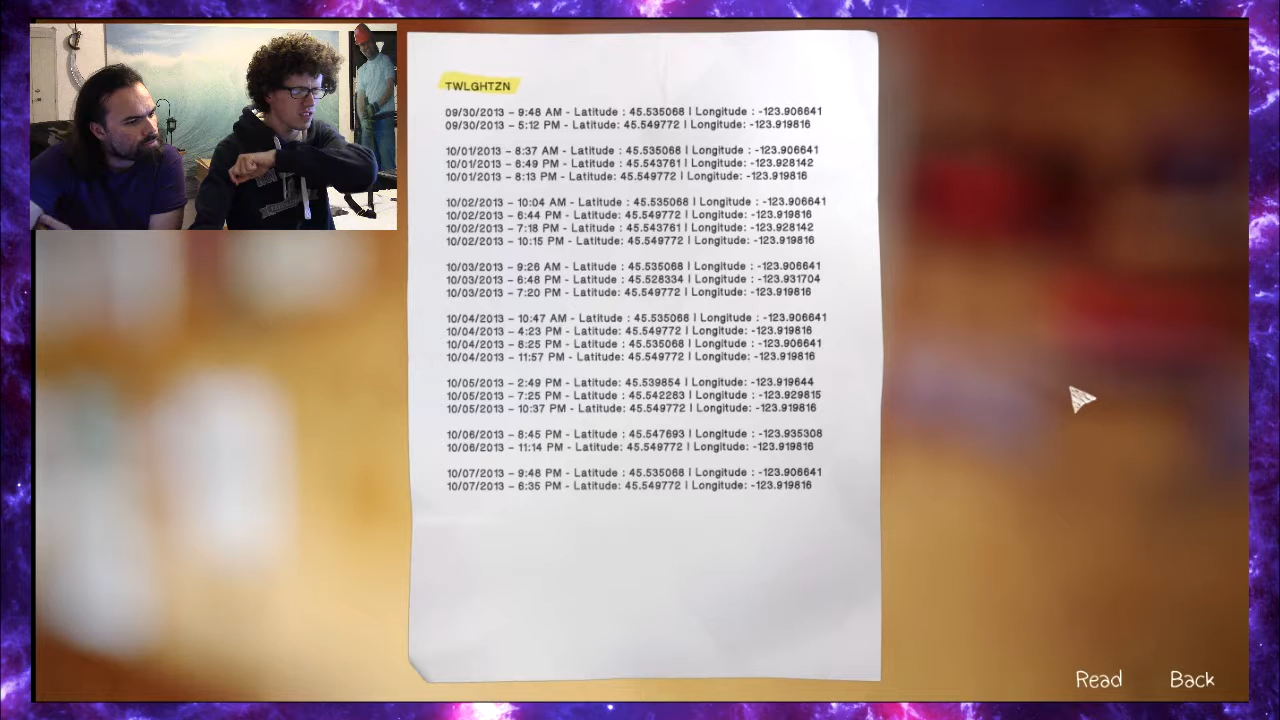 TWLGHTZN
09/30/2013 – 9:48 AM - Latitude : 45.535068 | Longitude : -123.906641
09/30/2013 – 5:12 PM - Latitude: 45.549772 | Longitude: -123.919816
10/01/2013 – 8:37 AM - Latitude : 45.535068 | Longitude : -123.906641
10/01/2013 – 6:49 PM - Latitude : 45.543761 | Longitude : -123.928142
10/01/2013 – 8:13 PM - Latitude: 45.549772 | Longitude: -123.919816
10/02/2013 – 10:04 AM - Latitude : 45.535068 | Longitude : -123.906641
10/02/2013 – 6:44 PM - Latitude: 45.549772 | Longitude: -123.919816
10/02/2013 – 7:18 PM - Latitude : 45.543761 | Longitude : -123.928142
10/02/2013 – 10:15 PM - Latitude: 45.549772 | Longitude: -123.919816
10/03/2013 – 9:26 AM - Latitude : 45.535068 | Longitude : -123.906641
10/03/2013 – 6:48 PM - Latitude : 45.528334 | Longitude : -123.931704
10/03/2013 – 7:20 PM - Latitude: 45.549772 | Longitude: -123.919816
10/04/2013 – 10:47 AM - Latitude : 45.535068 | Longitude : -123.906641
10/04/2013 – 4:23 PM - Latitude: 45.549772 | Longitude: -123.919816
10/04/2013 – 8:25 PM - Latitude : 45.535068 | Longitude : -123.906641
10/04/2013 – 11:57 PM - Latitude: 45.549772 | Longitude: -123.919816
10/05/2013 – 2:49 PM - Latitude: 45.539854 | Longitude: -123.919644
10/05/2013 – 7:25 PM - Latitude : 45.542263 | Longitude : -123.929815
10/05/2013 – 10:37 PM - Latitude: 45.549772 | Longitude: -123.919816
10/06/2013 – 8:45 PM - Latitude : 45.547693 | Longitude : -123.935308
10/06/2013 – 11:14 PM - Latitude: 45.549772 | Longitude: -123.919816
10/07/2013 – 9:48 PM - Latitude : 45.535068 | Longitude : -123.906641
10/07/2013 – 6:35 PM - Latitude: 45.549772 | Longitude: -123.919816
Read Back